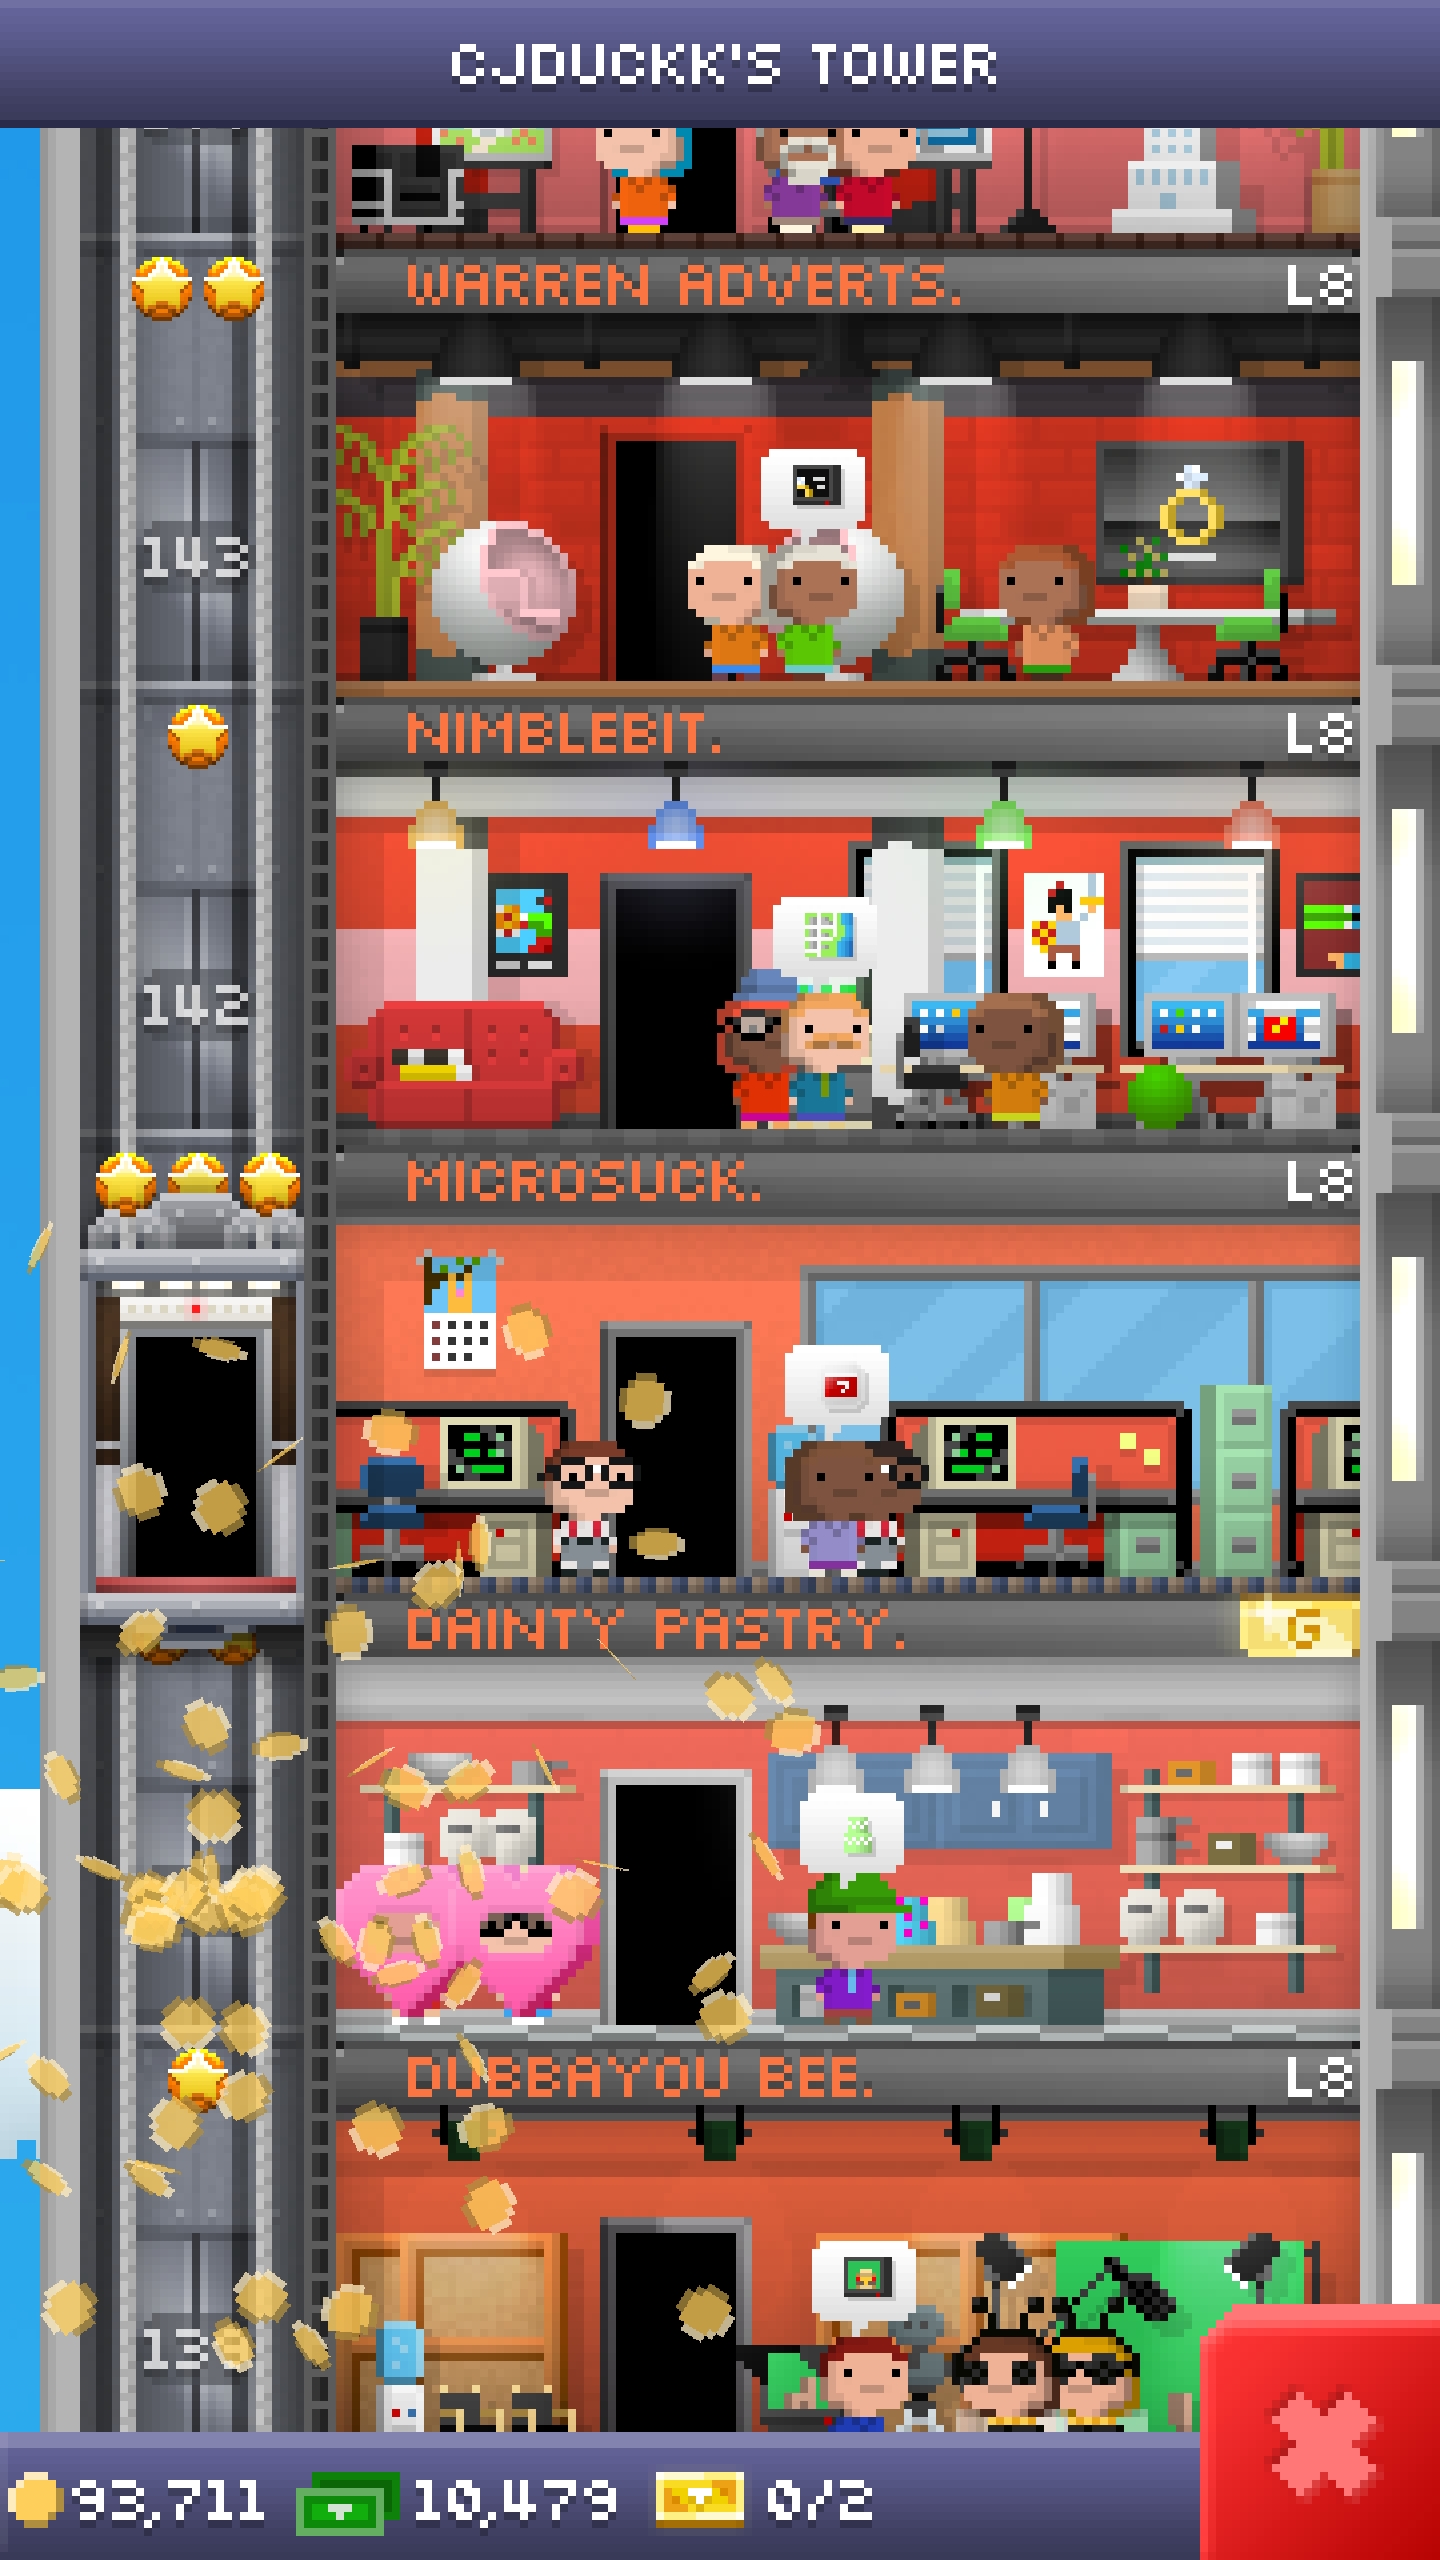 CJDUCKK'S TOWER
WARREN ADVERTS. L8
143
NIMBLEBIT. L8
142
MICROSUCK. L8
?
DAINTY PASTRY. G
DUBBAYOU BEE. L8
93,711 10,479 0/2